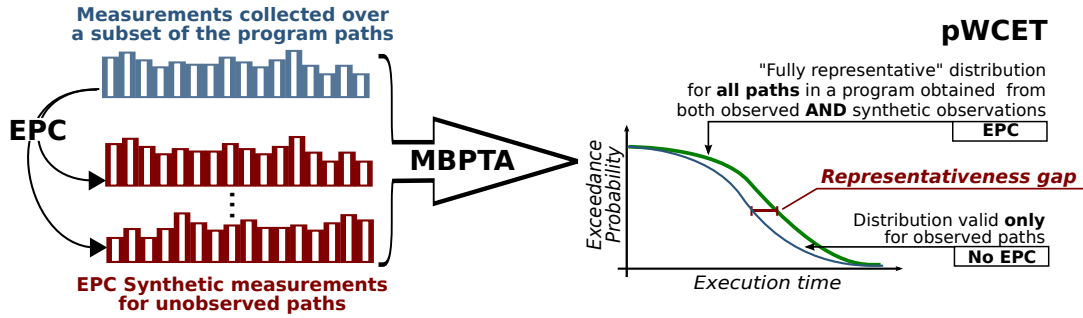 Measurements collected over
a subset of the program paths
EPC
EPC Synthetic measurements
for unobserved paths
MBPTA
pWCET
"Fully representative" distribution
for all paths in a program obtained from
both observed AND synthetic observations
EPC
Representativeness gap
Distribution valid only
for observed paths
No EPC
Exceedance
Probability
Execution time